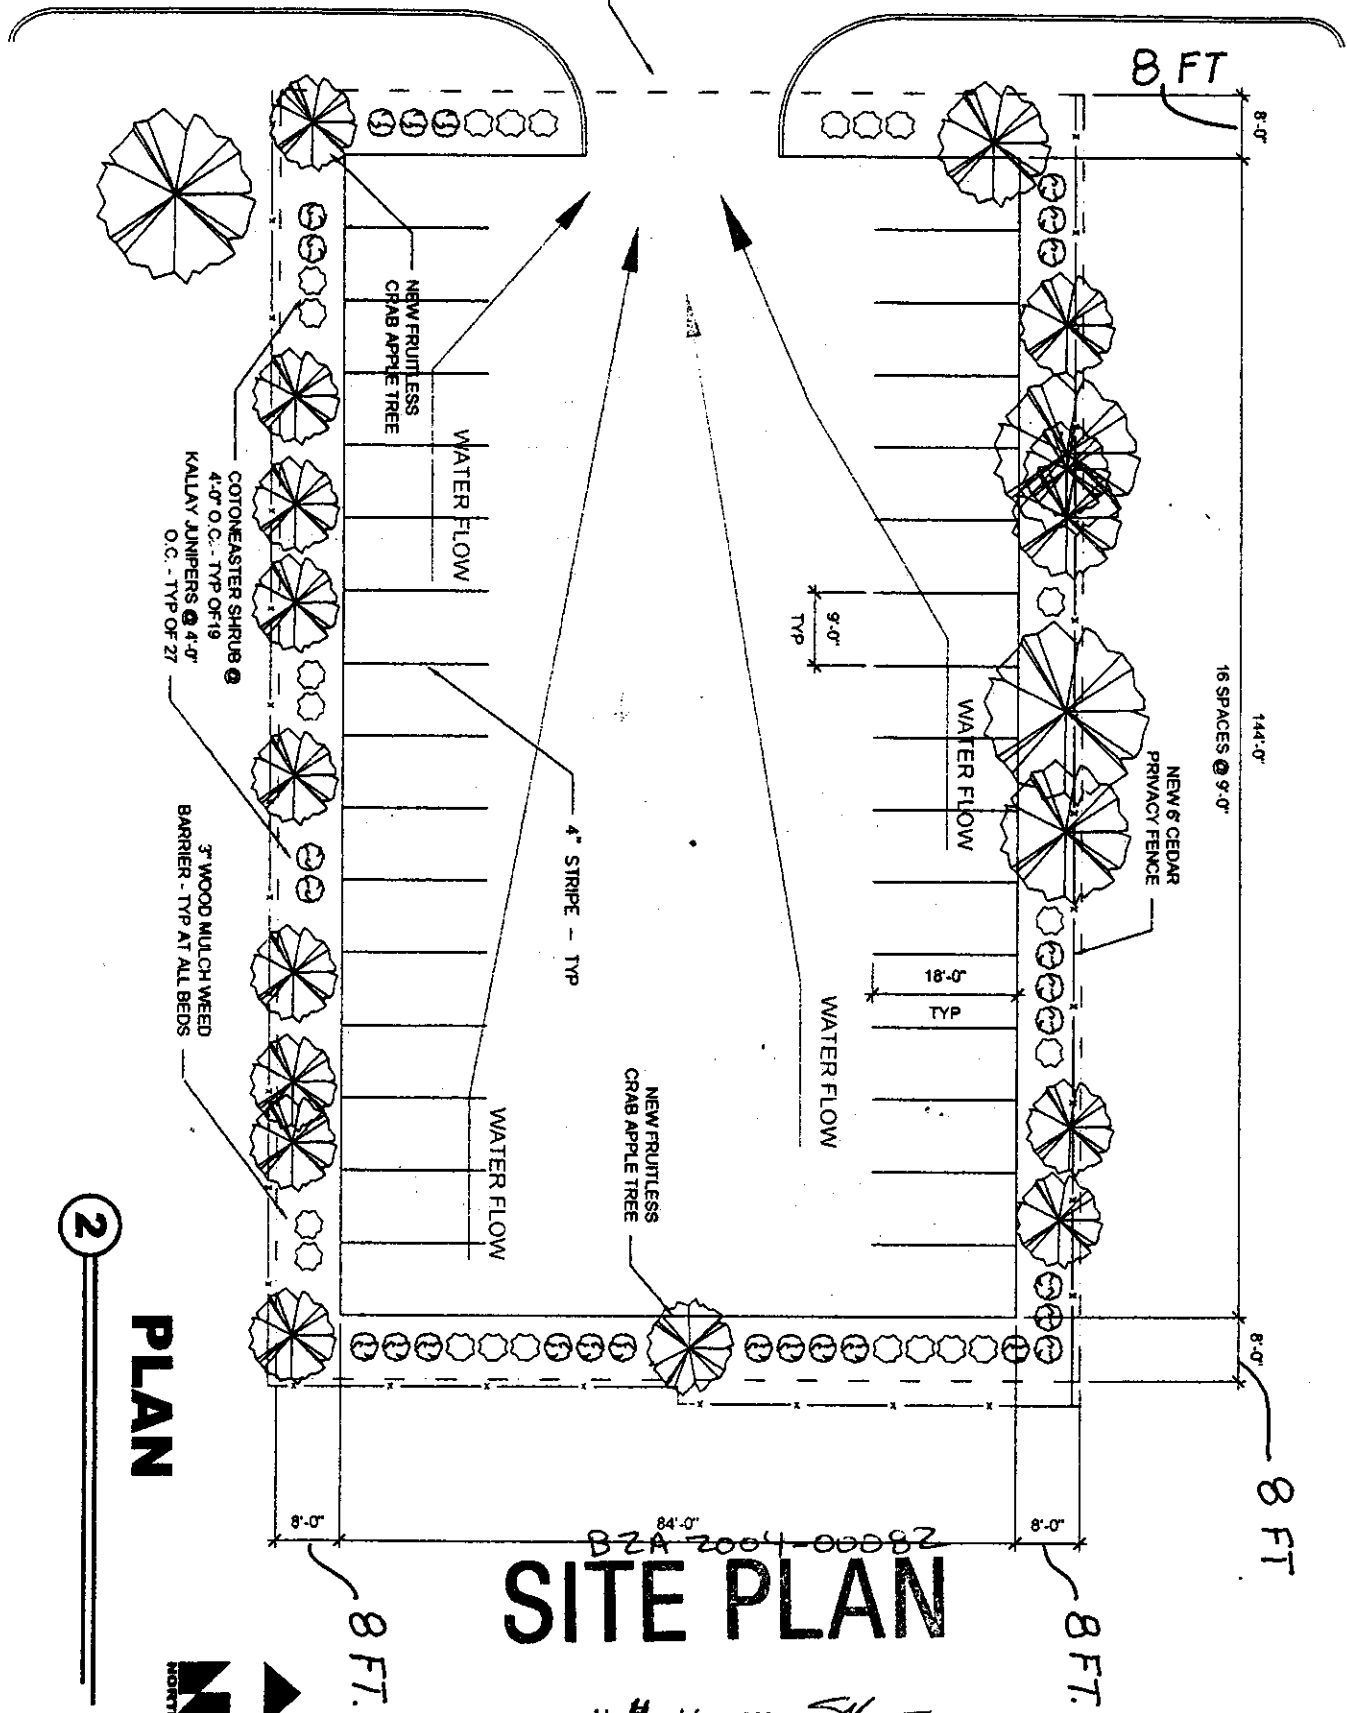 8 FT
8'-0"
NEW FRUITLESS
CRAB APPLE TREE
WATER FLOW
COTONEASTER SHRUB @
4'-0" O.C. - TYP OF 19
KALLAY JUNIPERS @ 4'-0"
O.C. - TYP OF 27
9'-0"
TYP
16 SPACES @ 9'-0"
144'-0"
WATER FLOW
NEW 6' CEDAR
PRIVACY FENCE
4" STRIPE - TYP
3" WOOD MULCH WEED
BARRIER - TYP AT ALL BEDS
18'-0"
TYP
WATER FLOW
NEW FRUITLESS
CRAB APPLE TREE
WATER FLOW
2
PLAN
8'-0"
8 FT
8'-0"
84'-0"
8'-0"
BZA 2004-00082
SITE PLAN
8 FT.
8 FT.